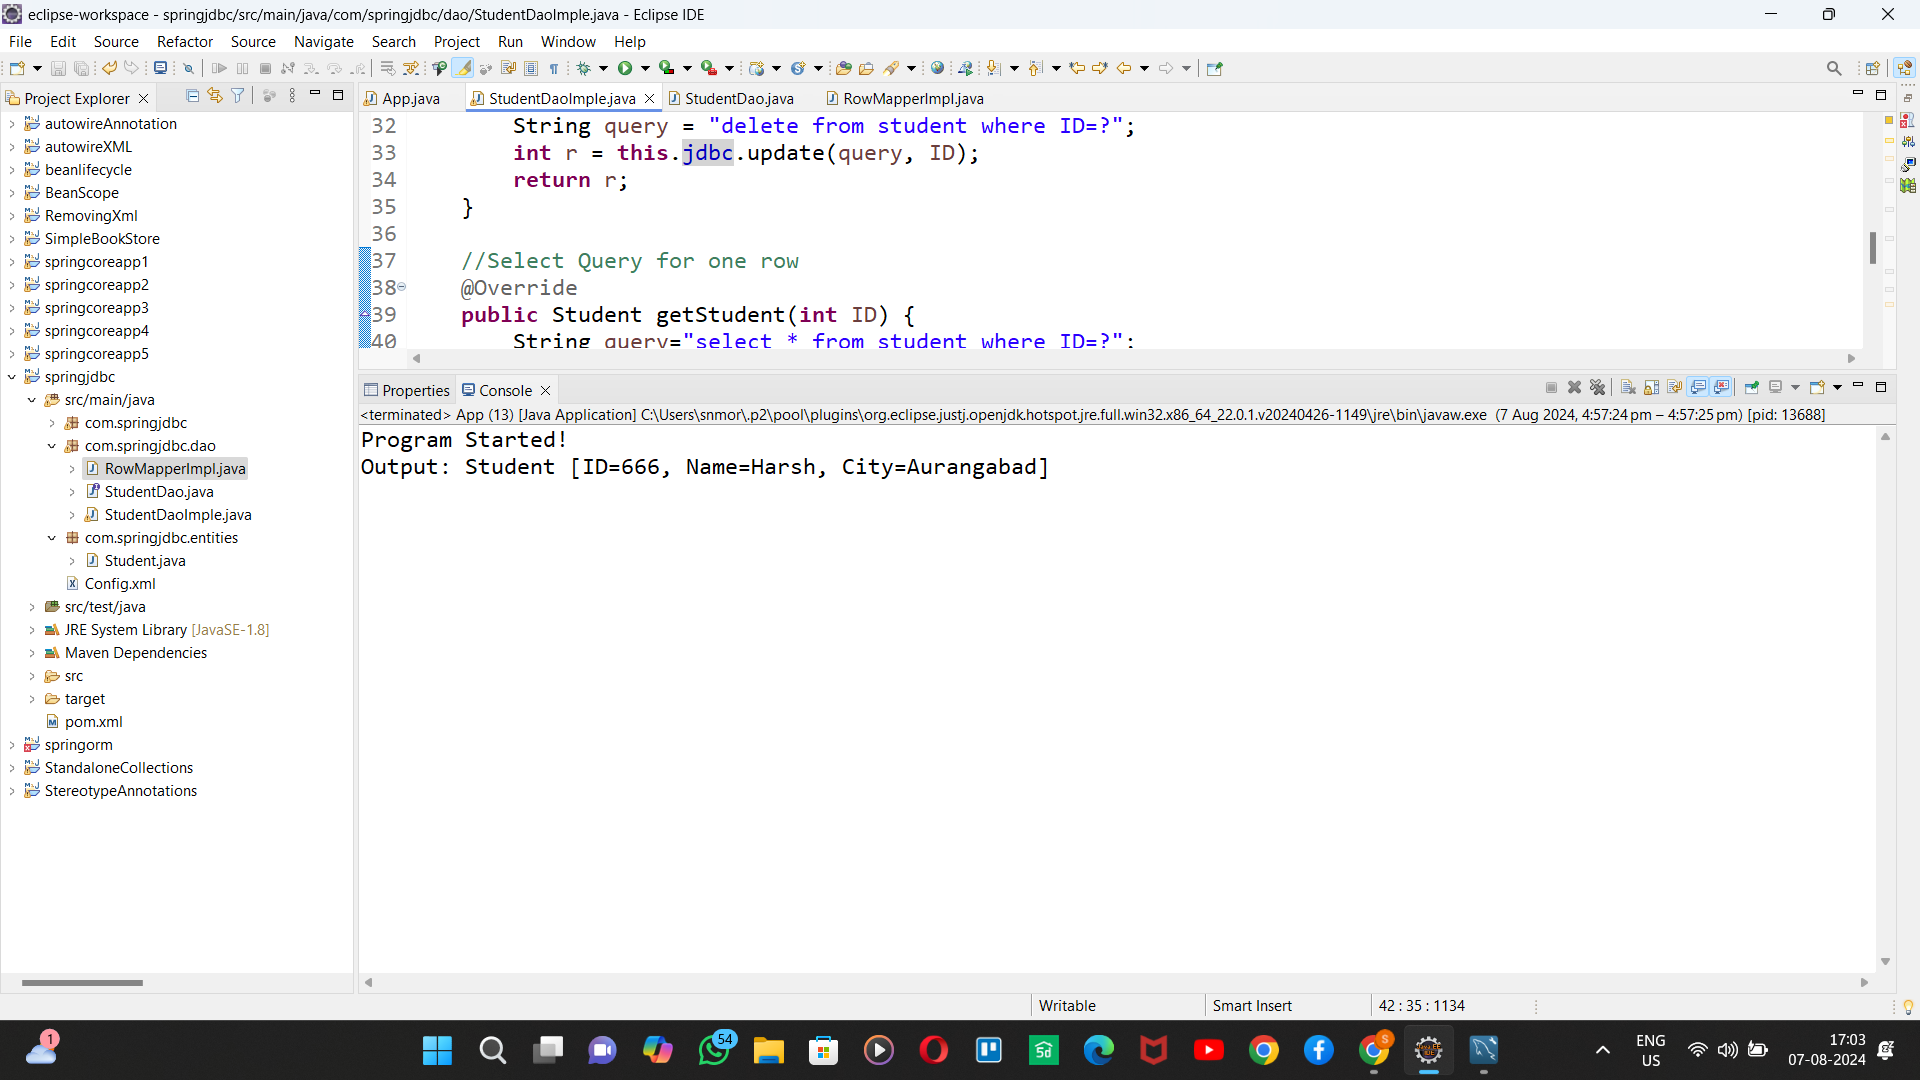 eclipse-workspace - springjdbc/src/main/java/com/springjdbc/dao/StudentDaoImple.java - Eclipse IDE
File Edit Source Refactor Source Navigate Search Project Run Window Help
Project Explorer
autowireAnnotation
autowireXML
beanlifecycle
BeanScope
RemovingXml
SimpleBookStore
springcoreapp1
springcoreapp2
springcoreapp3
springcoreapp4
springcoreapp5
springjdbc
src/main/java
com.springjdbc
com.springjdbc.dao
RowMapperImpl.java
StudentDao.java
StudentDaoImple.java
com.springjdbc.entities
Student.java
Config.xml
src/test/java
JRE System Library [JavaSE-1.8]
Maven Dependencies
src
target
pom.xml
springorm
StandaloneCollections
StereotypeAnnotations
App.java StudentDaoImple.java StudentDao.java RowMapperImpl.java
32 String query = "delete from student where ID=?";
33 int r = this.jdbc.update(query, ID);
34 return r;
35 }
36
37 //Select Query for one row
38 @Override
39 public Student getStudent(int ID) {
40 String query="select * from student where ID=?";
Properties Console
<terminated> App (13) [Java Application] C:\Users\snmor\.p2\pool\plugins\org.eclipse.justj.openjdk.hotspot.jre.full.win32.x86_64_22.0.1.v20240426-1149\jre\bin\javaw.exe (7 Aug 2024, 4:57:24 pm – 4:57:25 pm) [pid: 13688]
Program Started!
Output: Student [ID=666, Name=Harsh, City=Aurangabad]
Writable Smart Insert 42 : 35 : 1134
1
54
ENG
US
17:03
07-08-2024